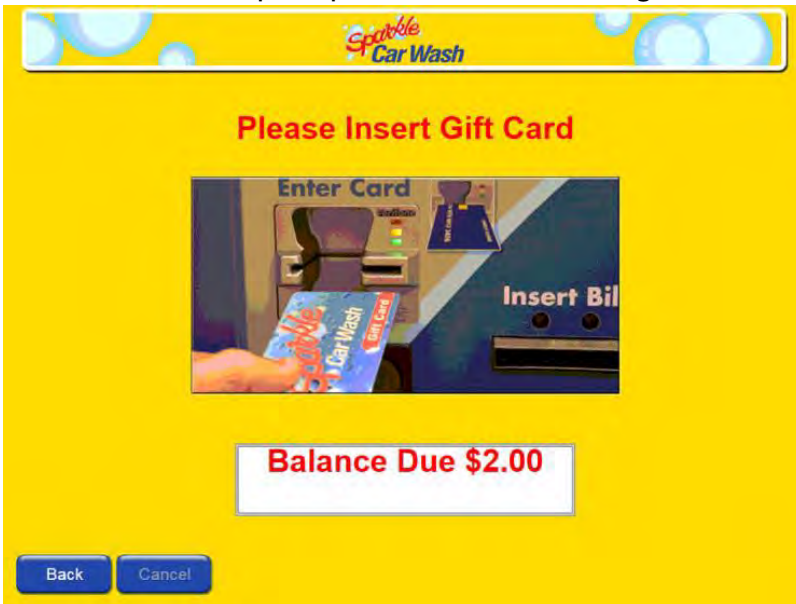 Sparkle
Car Wash
Please Insert Gift Card
Enter Card
Insert Bil
Sparkle
Car Wash
Gift Card
Balance Due $2.00
Back
Cancel